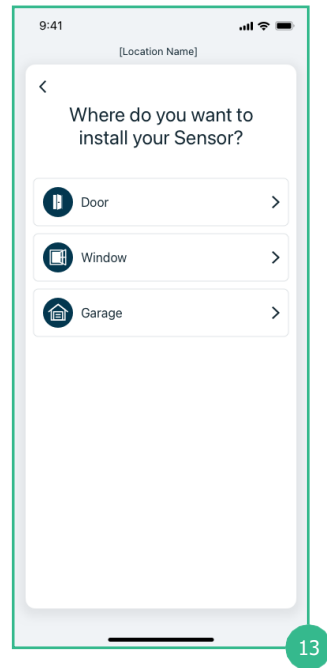 9:41
[Location Name]
Where do you want to
install your Sensor?
Door
Window
Garage
13